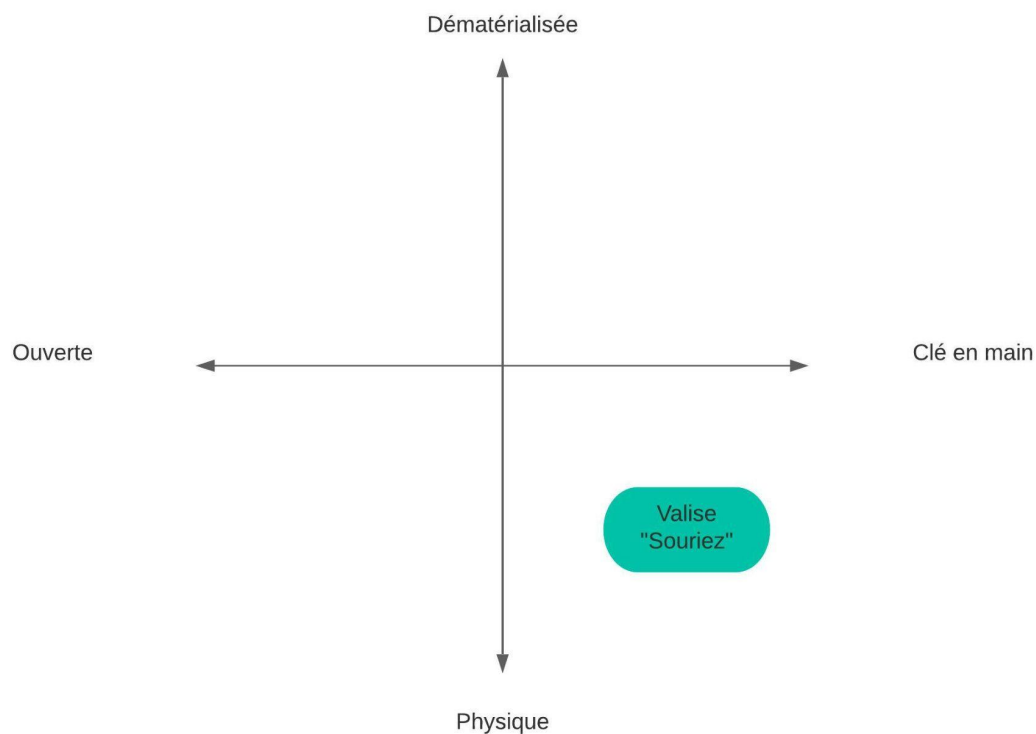 Dématérialisée
Ouverte
Clé en main
Valise
"Souriez"
Physique